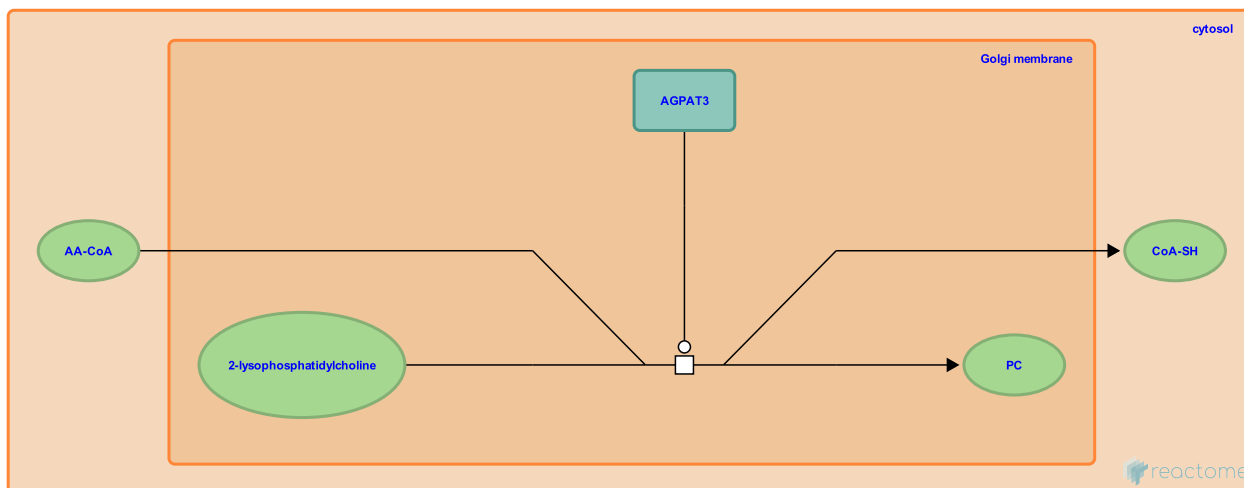 cytosol
Golgi membrane
AGPAT3
AA-CoA
CoA-SH
2-lysophosphatidylcholine
PC
reactome